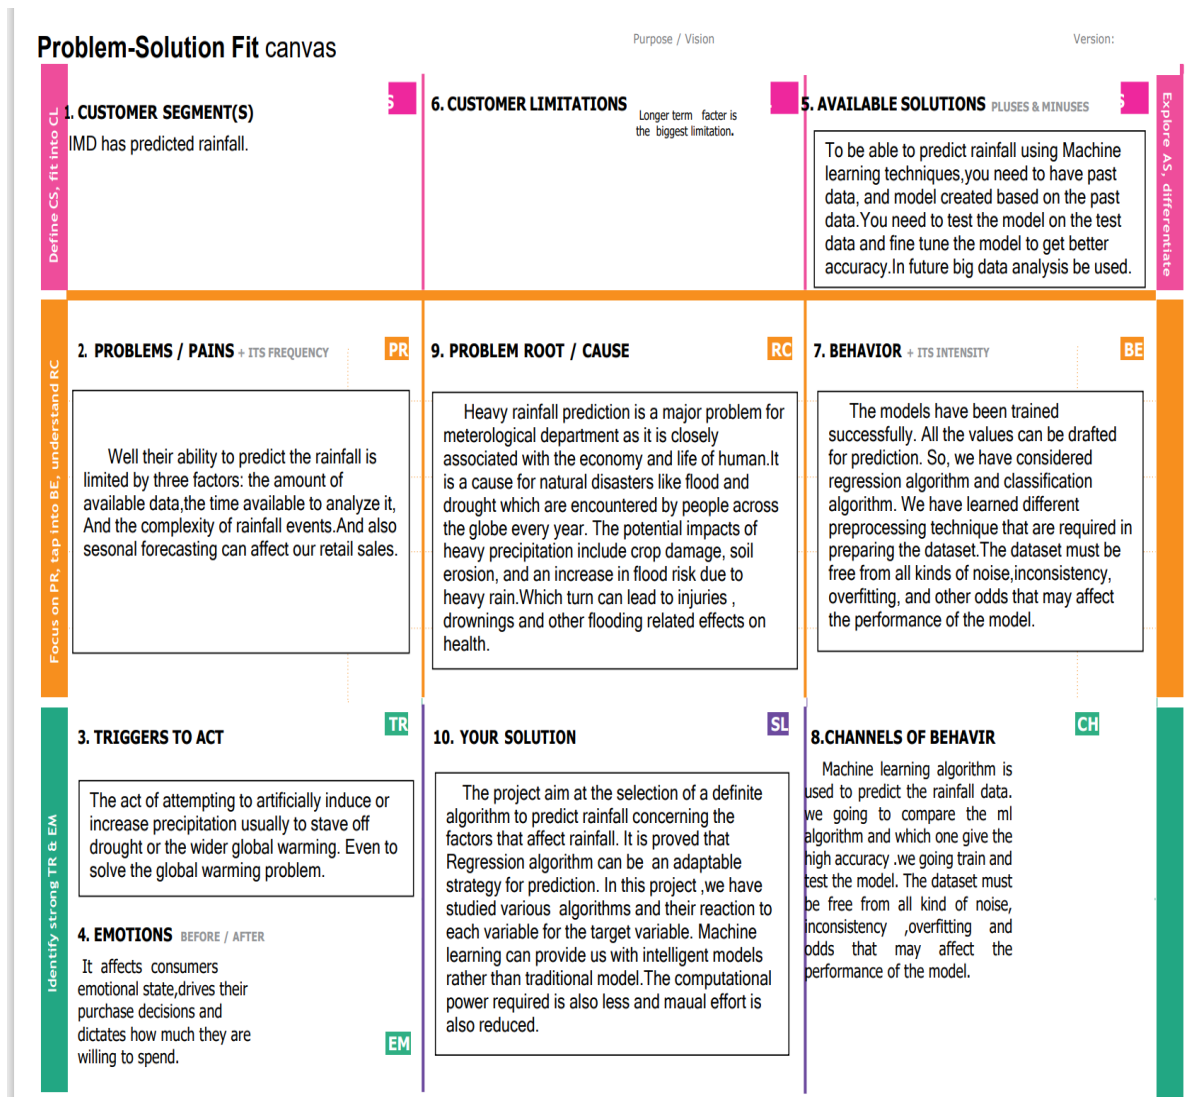 Problem-Solution Fit canvas
Purpose / Vision
Version:
Define CS, fit into CL
1. CUSTOMER SEGMENT(S)
S
IMD has predicted rainfall.
6. CUSTOMER LIMITATIONS
Longer term facter is
the biggest limitation.
5. AVAILABLE SOLUTIONS PLUSES & MINUSES
S
To be able to predict rainfall using Machine
learning techniques,you need to have past
data, and model created based on the past
data.You need to test the model on the test
data and fine tune the model to get better
accuracy.In future big data analysis be used.
Explore AS, differentiate
Focus on PR, tap into BE, understand RC
2. PROBLEMS / PAINS + ITS FREQUENCY
PR
Well their ability to predict the rainfall is
limited by three factors: the amount of
available data,the time available to analyze it,
And the complexity of rainfall events.And also
sesonal forecasting can affect our retail sales.
9. PROBLEM ROOT / CAUSE
RC
Heavy rainfall prediction is a major problem for
meterological department as it is closely
associated with the economy and life of human.It
is a cause for natural disasters like flood and
drought which are encountered by people across
the globe every year. The potential impacts of
heavy precipitation include crop damage, soil
erosion, and an increase in flood risk due to
heavy rain.Which turn can lead to injuries ,
drownings and other flooding related effects on
health.
7. BEHAVIOR + ITS INTENSITY
BE
The models have been trained
successfully. All the values can be drafted
for prediction. So, we have considered
regression algorithm and classification
algorithm. We have learned different
preprocessing technique that are required in
preparing the dataset.The dataset must be
free from all kinds of noise,inconsistency,
overfitting, and other odds that may affect
the performance of the model.
Identify strong TR & EM
3. TRIGGERS TO ACT
TR
The act of attempting to artificially induce or
increase precipitation usually to stave off
drought or the wider global warming. Even to
solve the global warming problem.
4. EMOTIONS BEFORE / AFTER
It affects consumers
emotional state,drives their
purchase decisions and
dictates how much they are
willing to spend.
EM
10. YOUR SOLUTION
SL
The project aim at the selection of a definite
algorithm to predict rainfall concerning the
factors that affect rainfall. It is proved that
Regression algorithm can be an adaptable
strategy for prediction. In this project ,we have
studied various algorithms and their reaction to
each variable for the target variable. Machine
learning can provide us with intelligent models
rather than traditional model.The computational
power required is also less and maual effort is
also reduced.
8.CHANNELS OF BEHAVIR
CH
Machine learning algorithm is
used to predict the rainfall data.
we going to compare the ml
algorithm and which one give the
high accuracy .we going train and
test the model. The dataset must
be free from all kind of noise,
inconsistency ,overfitting and
odds that may affect the
performance of the model.